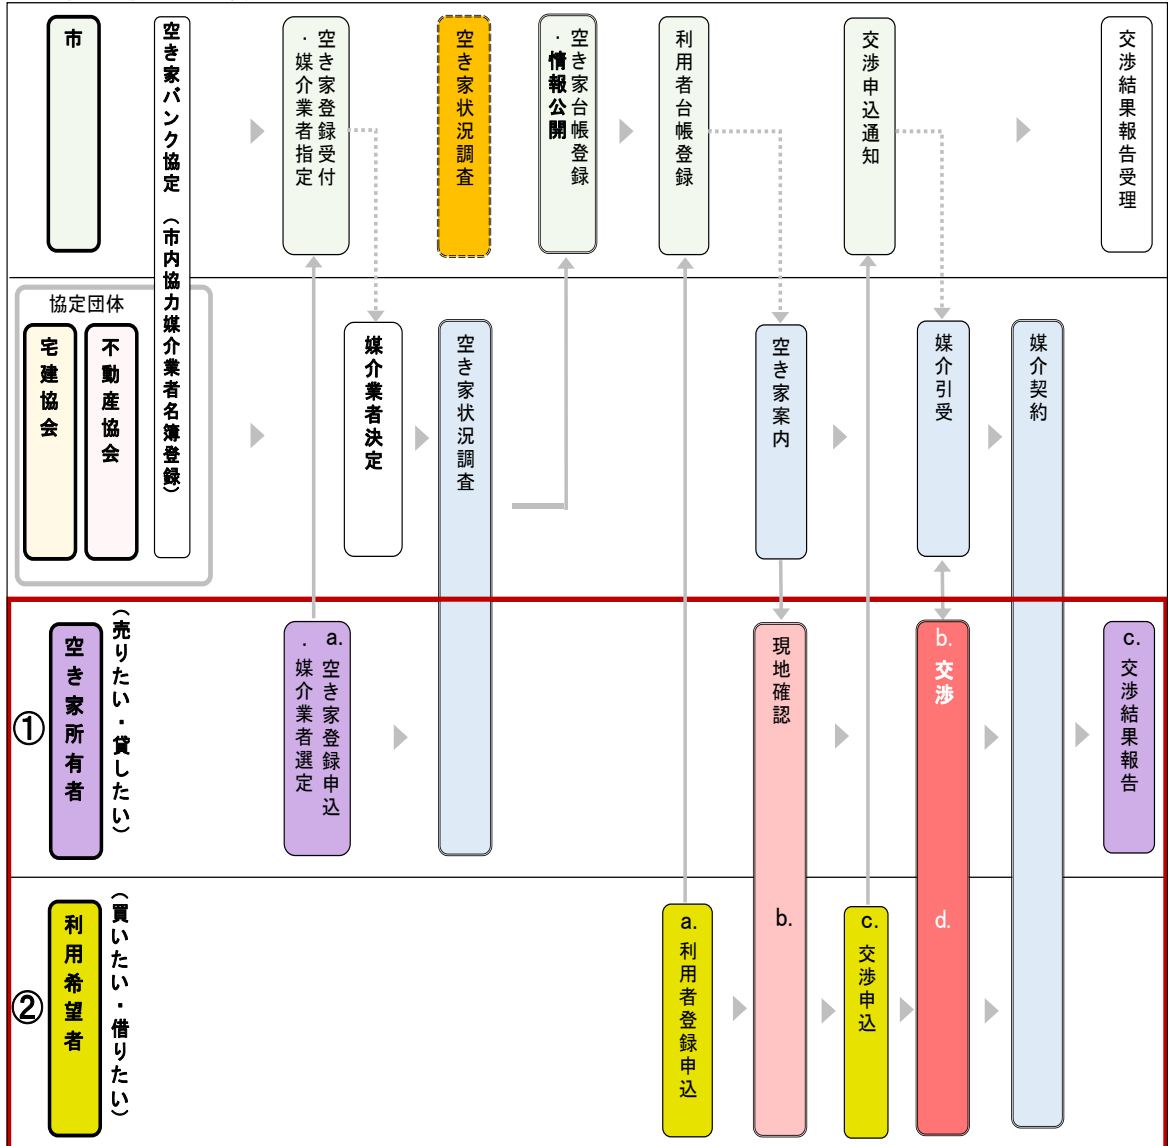 市
空き家バンク協定 (市内協力媒介業者名簿登録)
空き家登録受付
・媒介業者指定
空き家状況調査
空き家台帳登録
・情報公開
利用者台帳登録
交渉申込通知
交渉結果報告受理
協定団体
宅建協会
不動産協会
媒介業者決定
空き家状況調査
空き家案内
媒介引受
媒介契約
①
空き家所有者
(売りたい・貸したい)
a. 空き家登録申込
・媒介業者選定
現地確認
b. 交渉
c. 交渉結果報告
②
利用希望者
(買いたい・借りたい)
a. 利用者登録申込
b.
c. 交渉申込
d.